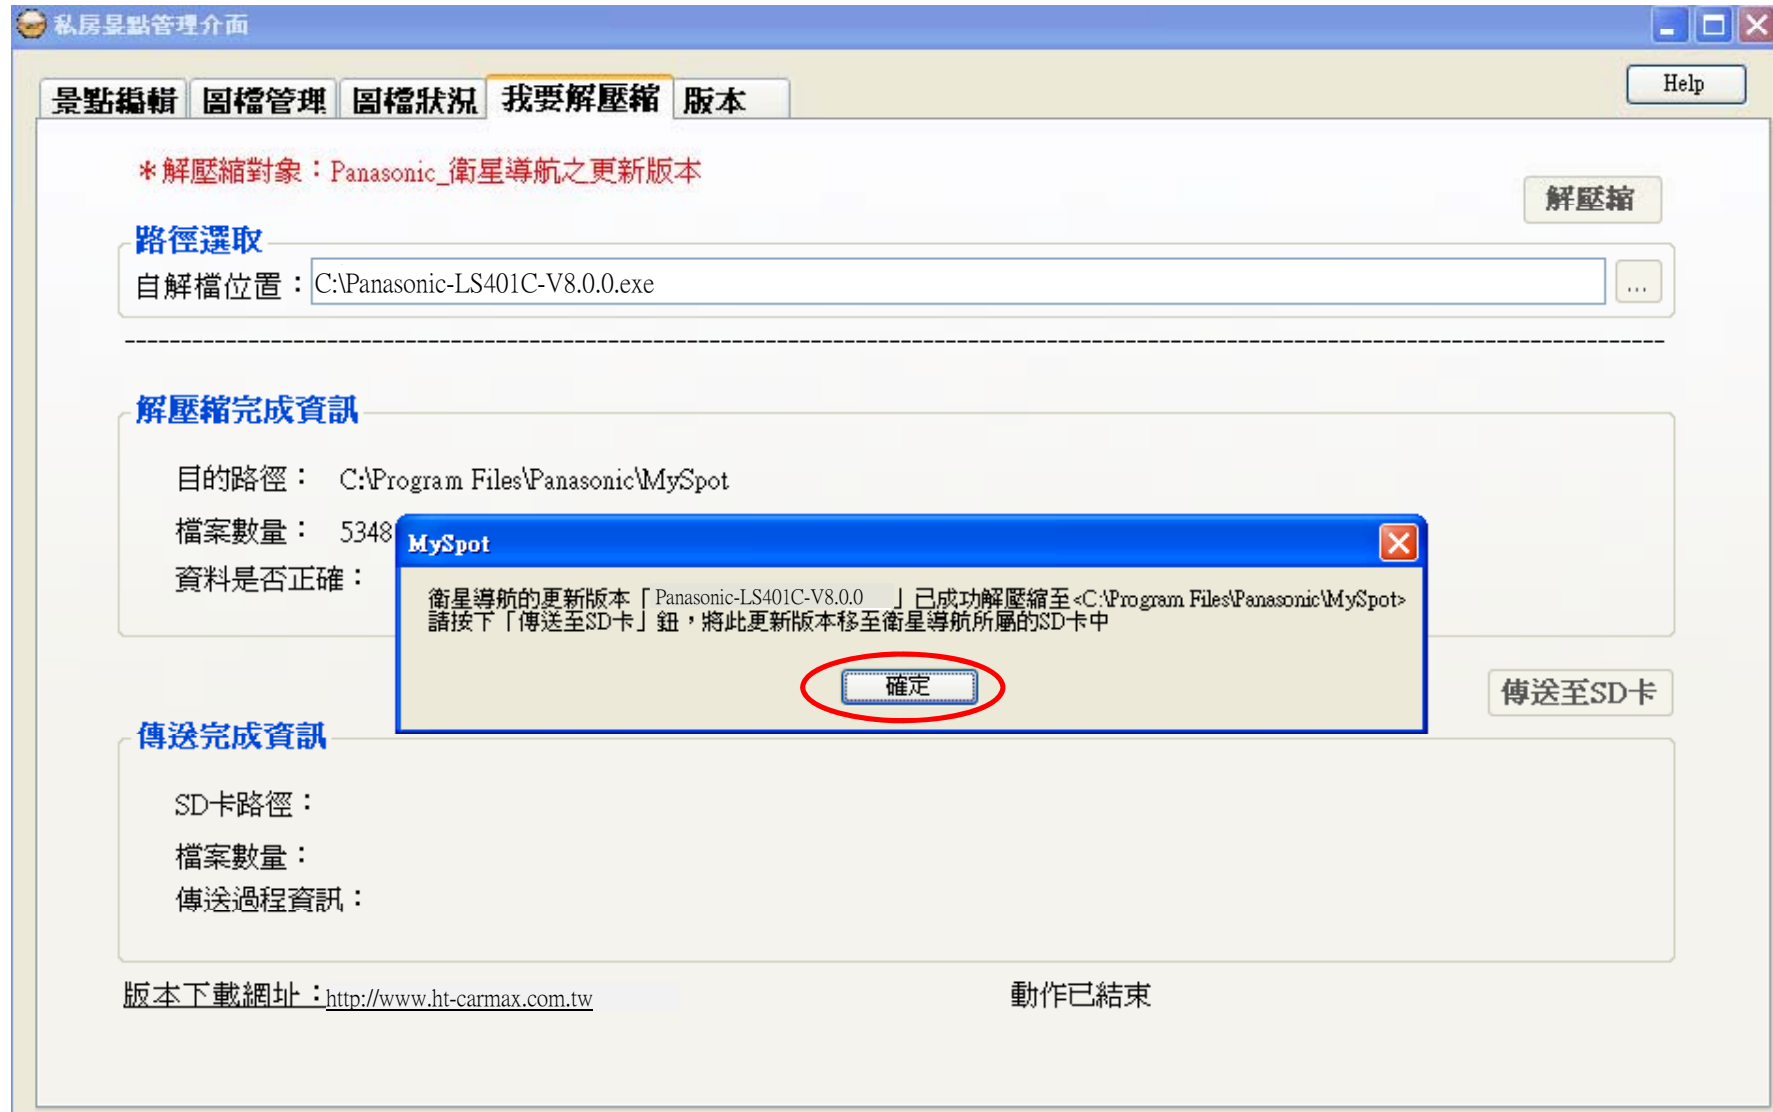 私房景點管理介面
Help
景點編輯 圖檔管理 圖檔狀況 我要解壓縮 版本
*解壓縮對象：Panasonic_衛星導航之更新版本
解壓縮
路徑選取
自解檔位置：C:\Panasonic-LS401C-V8.0.0.exe ...
解壓縮完成資訊
目的路徑： C:\Program Files\Panasonic\MySpot
檔案數量： 5348
資料是否正確：
MySpot
衛星導航的更新版本「Panasonic-LS401C-V8.0.0」已成功解壓縮至<C:\Program Files\Panasonic\MySpot>
請按下「傳送至SD卡」鈕，將此更新版本移至衛星導航所屬的SD卡中
確定
傳送至SD卡
傳送完成資訊
SD卡路徑：
檔案數量：
傳送過程資訊：
版本下載網址：http://www.ht-carmax.com.tw 動作已結束